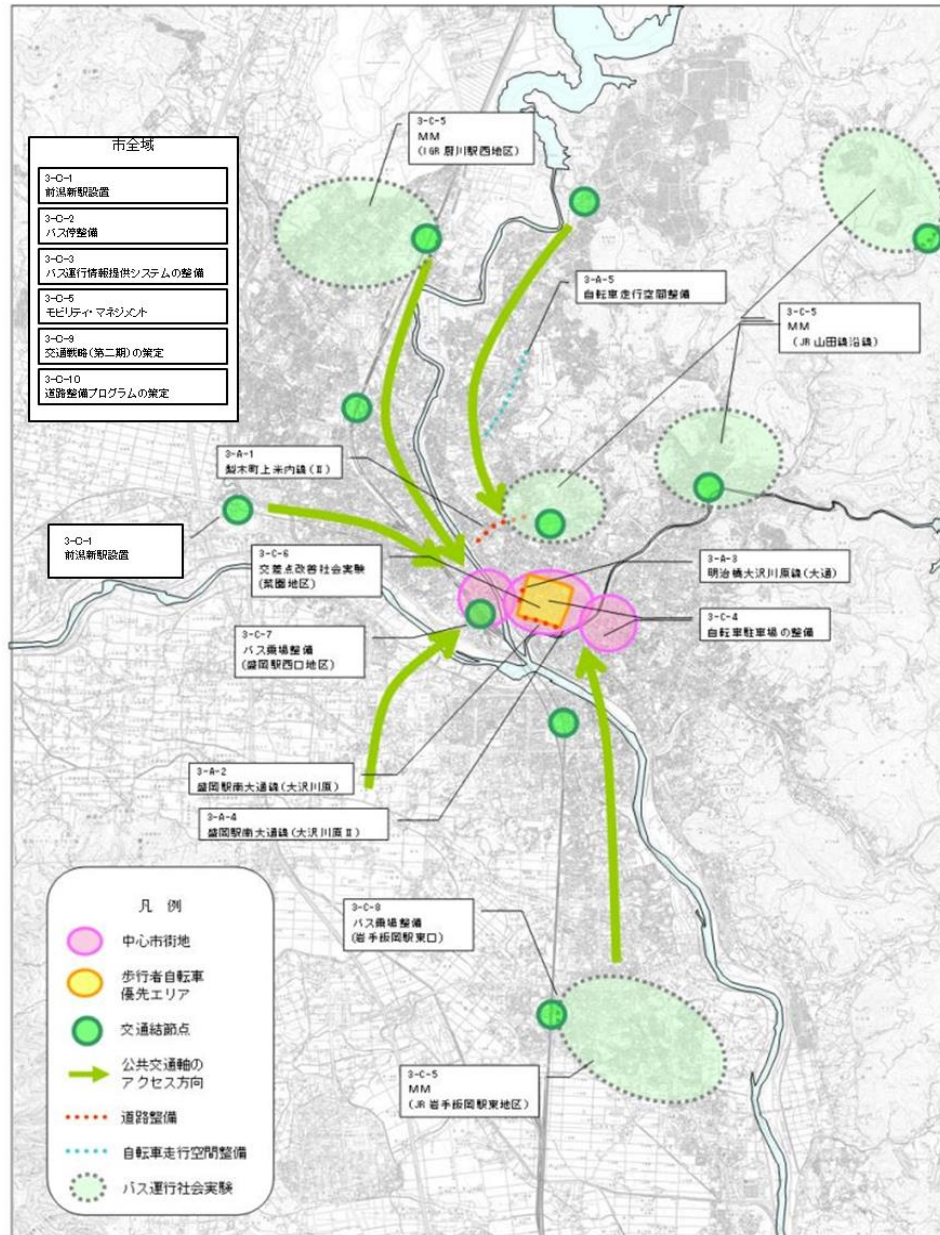 市全域
3-C-1
前潟新駅設置
3-C-2
バス停整備
3-C-3
バス運行情報提供システムの整備
3-C-5
モビリティ・マネジメント
3-C-9
交通戦略(第二期)の策定
3-C-10
道路整備プログラムの策定
3-C-5
MM
(IGR厨川駅西地区)
3-A-5
自転車走行空間整備
3-C-5
MM
(JR山田線沿線)
3-A-1
梨木町上米内線(Ⅱ)
3-C-1
前潟新駅設置
3-C-6
交差点改善社会実験
(菜園地区)
3-A-3
明治橋大沢川原線(大通)
3-C-4
自転車駐車場の整備
3-C-7
バス乗場整備
(盛岡駅西口地区)
3-A-2
盛岡駅南大通線(大沢川原)
3-A-4
盛岡駅南大通線(大沢川原Ⅱ)
3-C-8
バス乗場整備
(岩手飯岡駅東口)
3-C-5
MM
(JR岩手飯岡駅東地区)
凡 例
中心市街地
歩行者自転車
優先エリア
交通結節点
公共交通軸の
アクセス方向
道路整備
自転車走行空間整備
バス運行社会実験